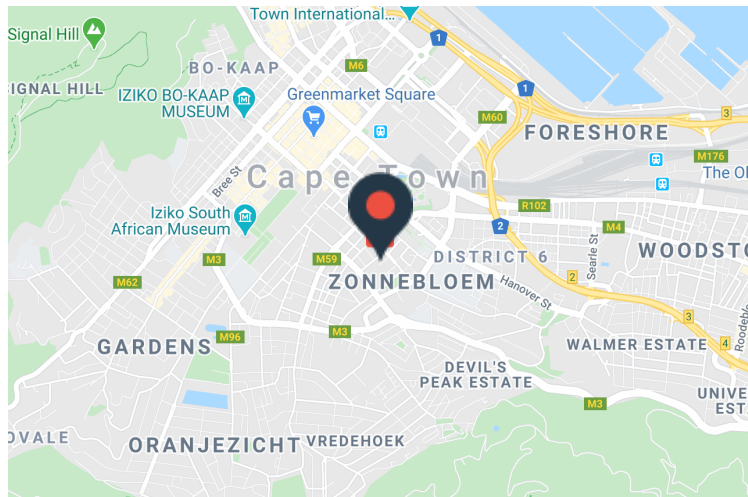 Town International...
Signal Hill
1
M6
BO-KAAP
1
SIGNAL HILL
IZIKO BO-KAAP
MUSEUM
Greenmarket Square
M60
3
FORESHORE
M176
Bree St
Cape Town
The Ol
R102
Iziko South
African Museum
2
M4
M3
M59
DISTRICT 6
Searle St
WOODSTO
M62
ZONNEBLOEM
Hanover St
2
3
M3
M96
GARDENS
WALMER ESTATE
4
Roodeblo
DEVIL'S
PEAK ESTATE
UNIVE
EST
M3
OVALE
ORANJEZICHT
VREDEHOEK